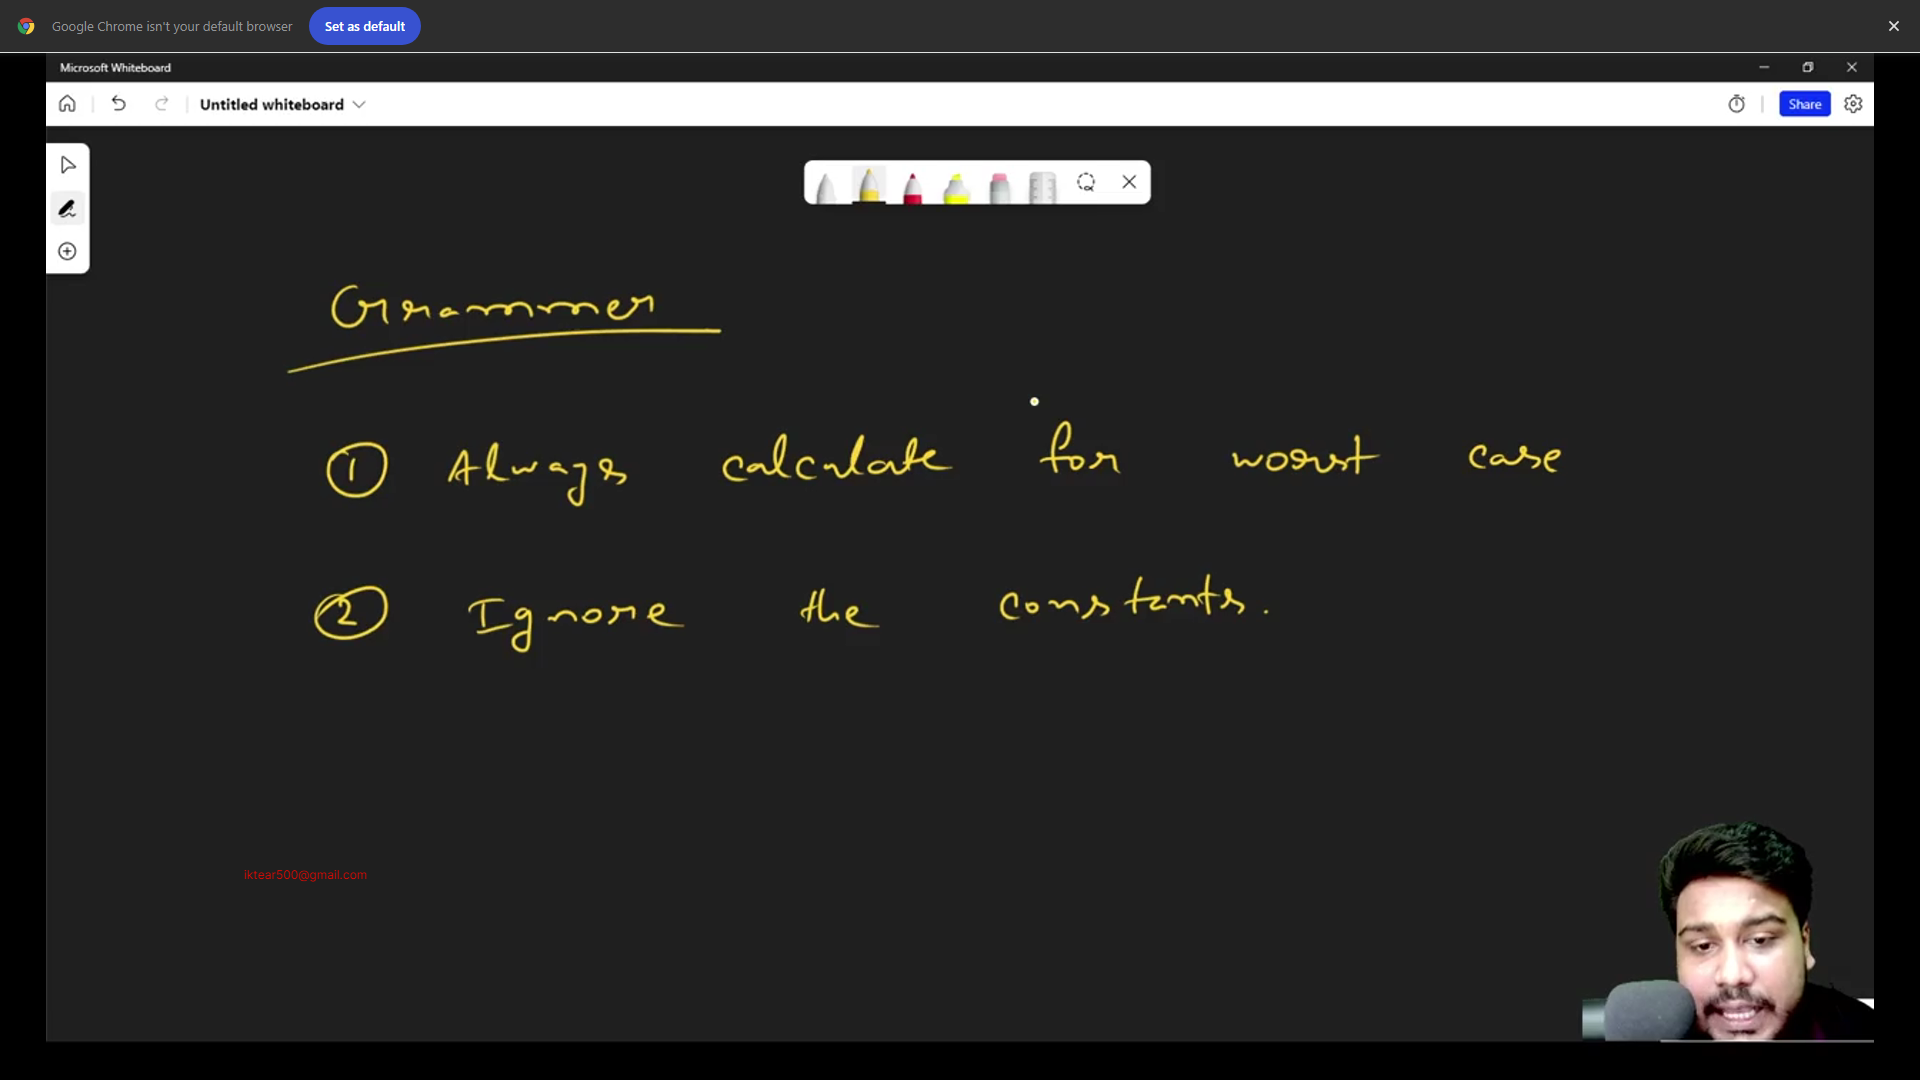 Google Chrome isn't your default browser Set as default
Microsoft Whiteboard
Untitled whiteboard Share
Grammer
1 Always calculate for worst case
2 Ignore the constants.
iktear500@gmail.com